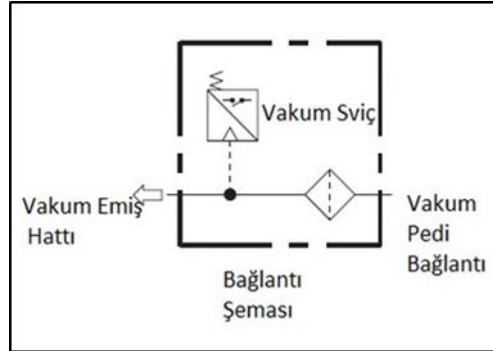 Vakum Sviç
Vakum Emiş
Hattı
Vakum
Pedi
Bağlantı
Bağlantı
Şeması